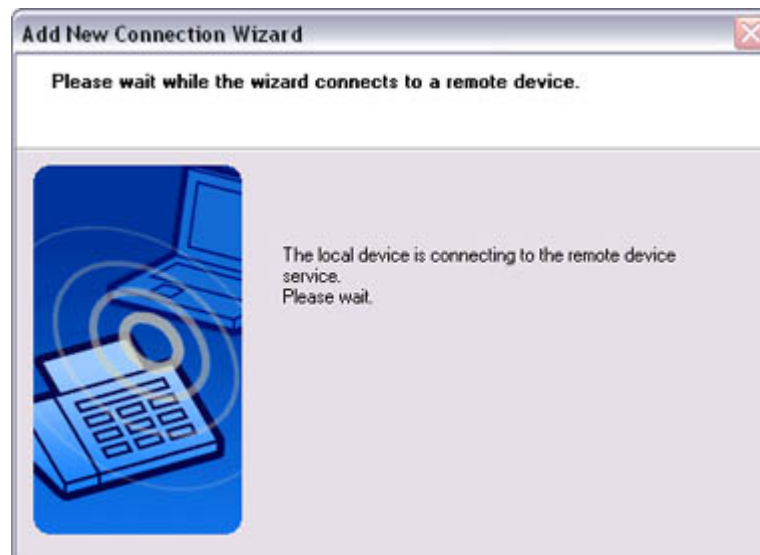 Add New Connection Wizard
Please wait while the wizard connects to a remote device.
The local device is connecting to the remote device
service.
Please wait.